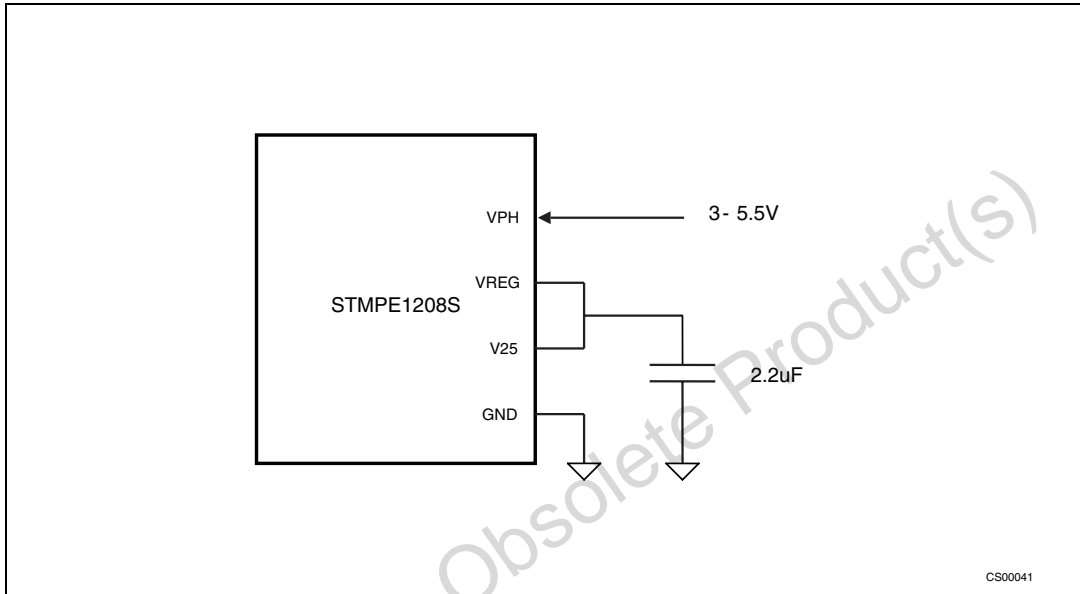 VPH
3- 5.5V
VREG
STMPE1208S
V25
2.2uF
GND
Obsolete Product(s)
CS00041